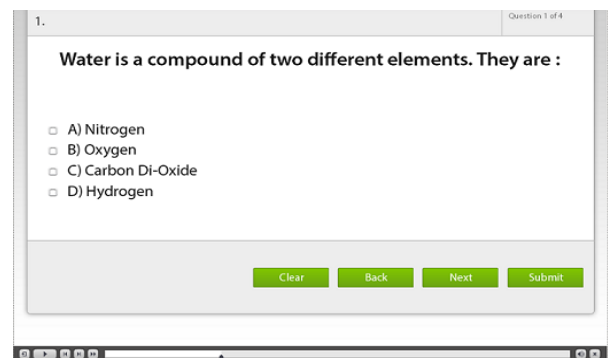 1.
Question 1 of 4
Water is a compound of two different elements. They are :
A) Nitrogen
B) Oxygen
C) Carbon Di-Oxide
D) Hydrogen
Clear Back Next Submit